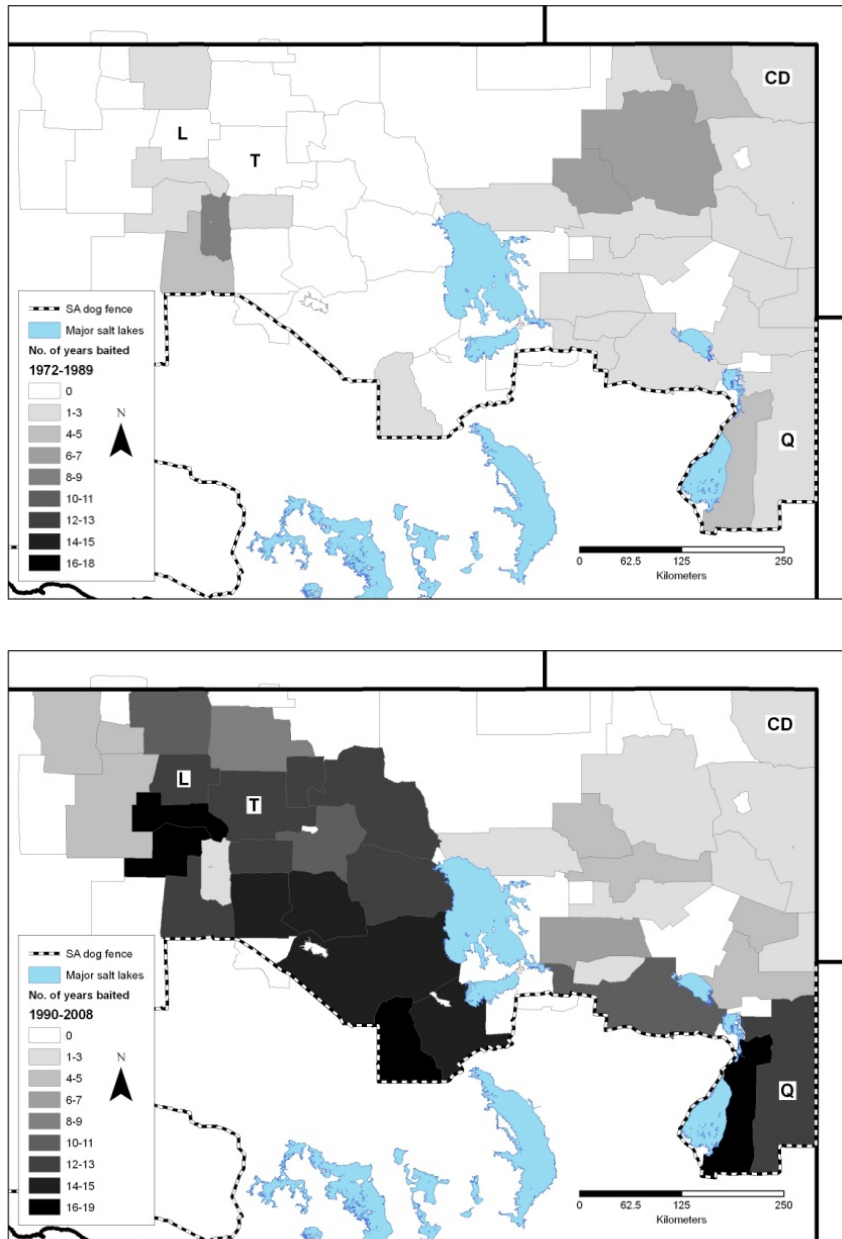 CD
L
T
Q
SA dog fence
Major salt lakes
No. of years baited
1972-1989
0
1-3
4-5
6-7
8-9
10-11
12-13
14-15
16-18
N
0 62.5 125 250
Kilometers
CD
L
T
Q
SA dog fence
Major salt lakes
No. of years baited
1990-2008
0
1-3
4-5
6-7
8-9
10-11
12-13
14-15
16-19
N
0 62.5 125 250
Kilometers